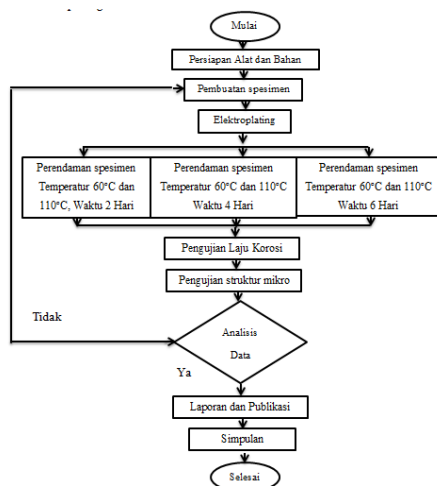 Mulai
Persiapan Alat dan Bahan
Pembuatan spesimen
Elektroplating
Perendaman spesimen
Temperatur 60°C dan
110°C, Waktu 2 Hari
Perendaman spesimen
Temperatur 60°C dan 110°C
Waktu 4 Hari
Perendaman spesimen
Temperatur 60°C dan 110°C
Waktu 6 Hari
Pengujian Laju Korosi
Pengujian struktur mikro
Tidak
Analisis
Data
Ya
Laporan dan Publikasi
Simpulan
Selesai